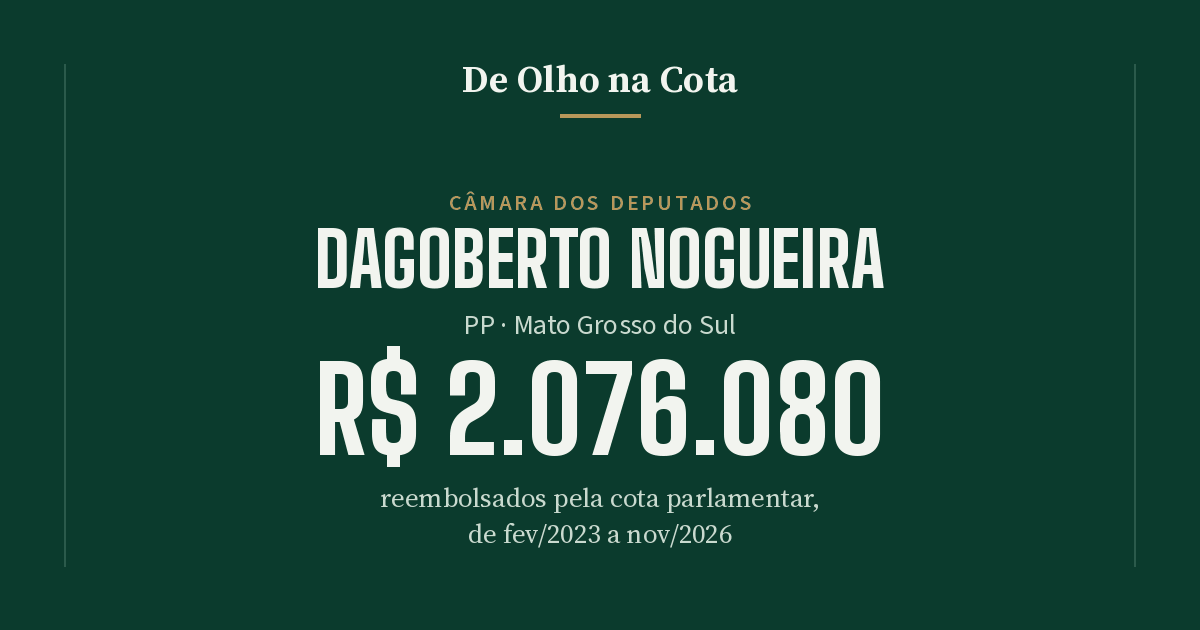 De Olho na Cota
CÂMARA DOS DEPUTADOS
DAGOBERTO NOGUEIRA
PP · Mato Grosso do Sul
R$ 2.076.080
reembolsados pela cota parlamentar,
de fev/2023 a nov/2026